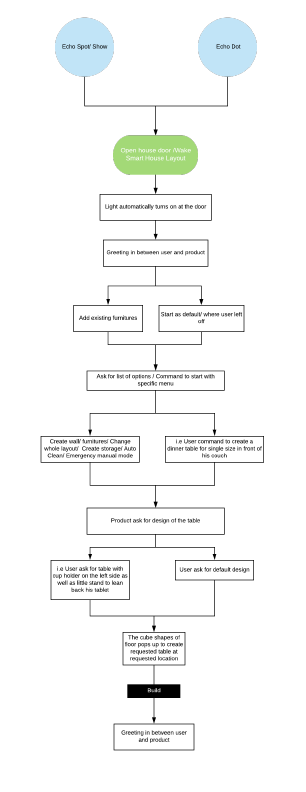 Echo Spot/ Show
Echo Dot
Open house door /Wake
Smart House Layout
Light automatically turns on at the door
Greeting in between user and product
Add existing furnitures
Start as default/ where user left
off
Ask for list of options / Command to start with
specific menu
Create wall/ furnitures/ Change
whole layout/ Create storage/ Auto
Clean/ Emergency manual mode
i.e User command to create a
dinner table for single size in front of
his couch
Product ask for design of the table
i.e User ask for table with
cup holder on the left side as
well as little stand to lean
back his tablet
User ask for default design
The cube shapes of
floor pops up to create
requested table at
requested location
Build
Greeting in between user
and product